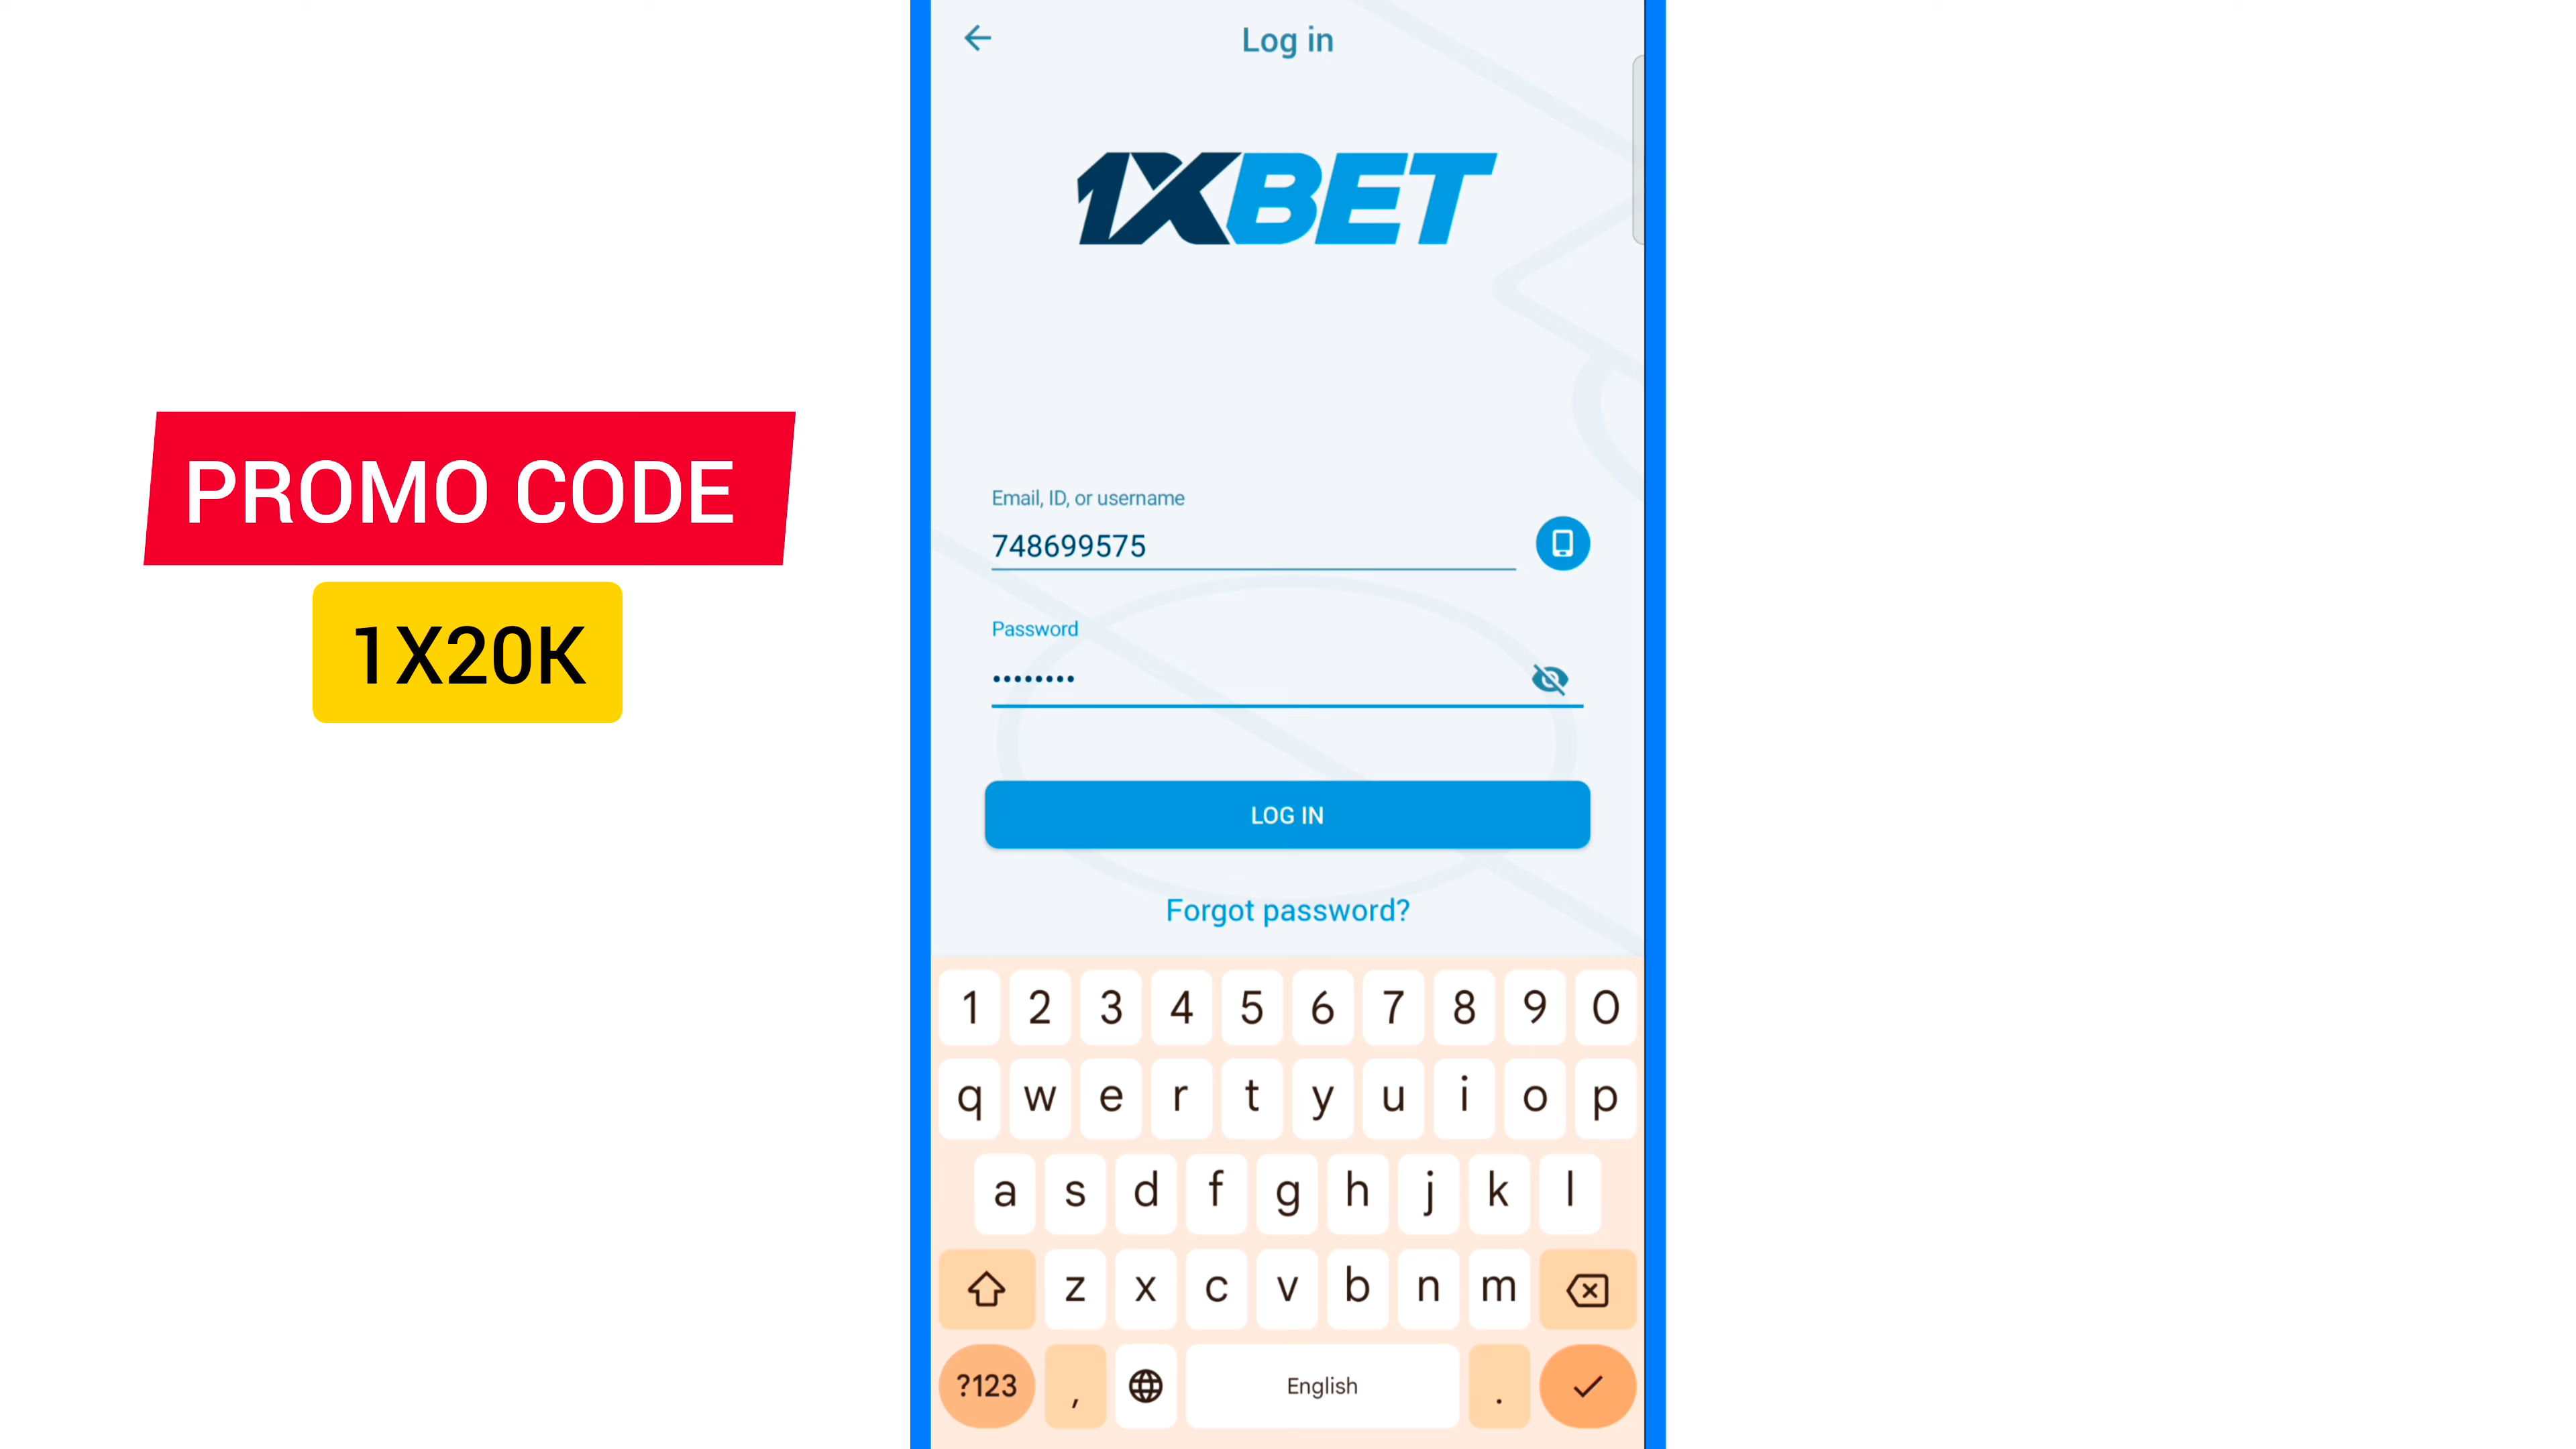 Log in
1XBET
PROMO CODE
1X20K
Email, ID, or username
748699575
Password
••••••••
LOG IN
Forgot password?
1 2 3 4 5 6 7 8 9 0
q w e r t y u i o p
a s d f g h j k l
z x c v b n m
?123 , English .